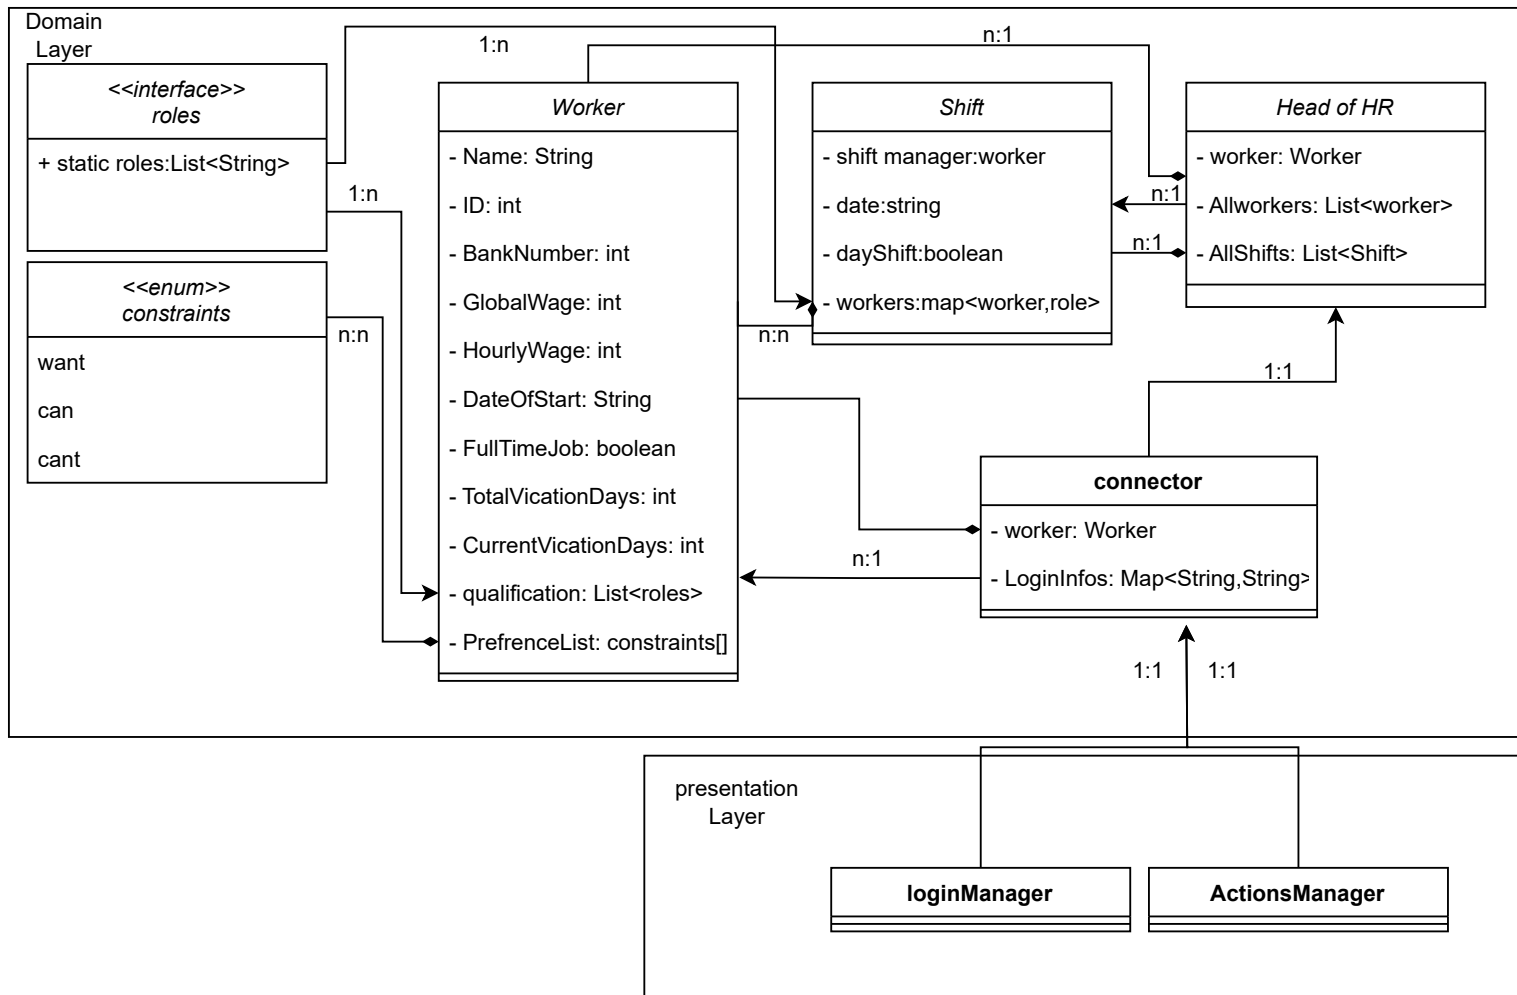 Domain
Layer
<<interface>>
roles
+ static roles:List<String>
<<enum>>
constraints
want
can
cant
1:n
1:n
n:n
Worker
- Name: String
- ID: int
- BankNumber: int
- GlobalWage: int
- HourlyWage: int
- DateOfStart: String
- FullTimeJob: boolean
- TotalVicationDays: int
- CurrentVicationDays: int
- qualification: List<roles>
- PrefrenceList: constraints[]
n:n
n:1
Shift
- shift manager:worker
- date:string
- dayShift:boolean
- workers:map<worker,role>
n:1
n:1
n:1
Head of HR
- worker: Worker
- Allworkers: List<worker>
- AllShifts: List<Shift>
1:1
connector
- worker: Worker
- LoginInfos: Map<String,String>
1:1
1:1
presentation
Layer
loginManager
ActionsManager